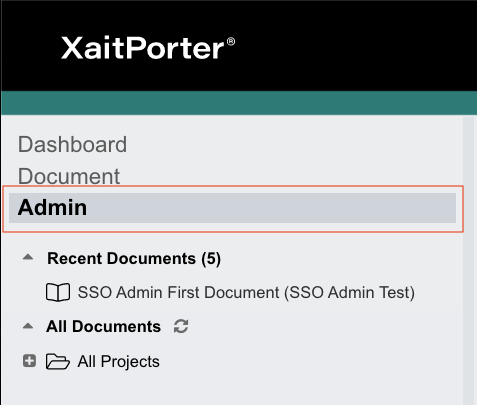 XaitPorter®
Dashboard
Document
Admin
Recent Documents (5)
SSO Admin First Document (SSO Admin Test)
All Documents
All Projects